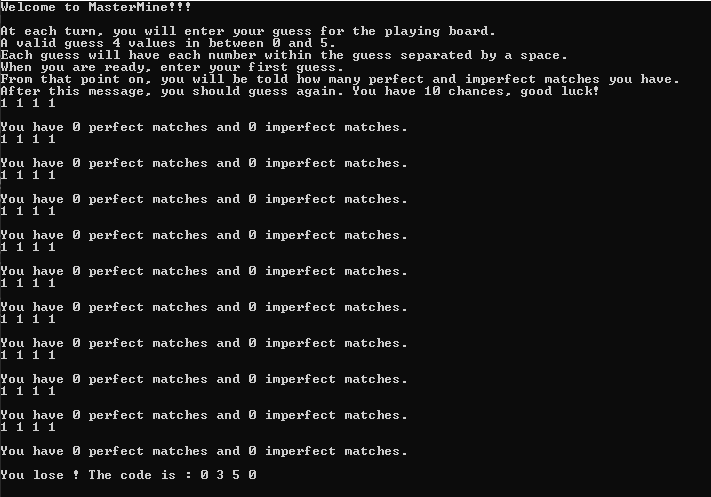 Welcome to MasterMine!!!
At each turn, you will enter your guess for the playing board.
A valid guess 4 values in between 0 and 5.
Each guess will have each number within the guess separated by a space.
When you are ready, enter your first guess.
From that point on, you will be told how many perfect and imperfect matches you have.
After this message, you should guess again. You have 10 chances, good luck!
1 1 1 1
You have 0 perfect matches and 0 imperfect matches.
1 1 1 1
You have 0 perfect matches and 0 imperfect matches.
1 1 1 1
You have 0 perfect matches and 0 imperfect matches.
1 1 1 1
You have 0 perfect matches and 0 imperfect matches.
1 1 1 1
You have 0 perfect matches and 0 imperfect matches.
1 1 1 1
You have 0 perfect matches and 0 imperfect matches.
1 1 1 1
You have 0 perfect matches and 0 imperfect matches.
1 1 1 1
You have 0 perfect matches and 0 imperfect matches.
1 1 1 1
You have 0 perfect matches and 0 imperfect matches.
1 1 1 1
You have 0 perfect matches and 0 imperfect matches.
You lose ! The code is : 0 3 5 0